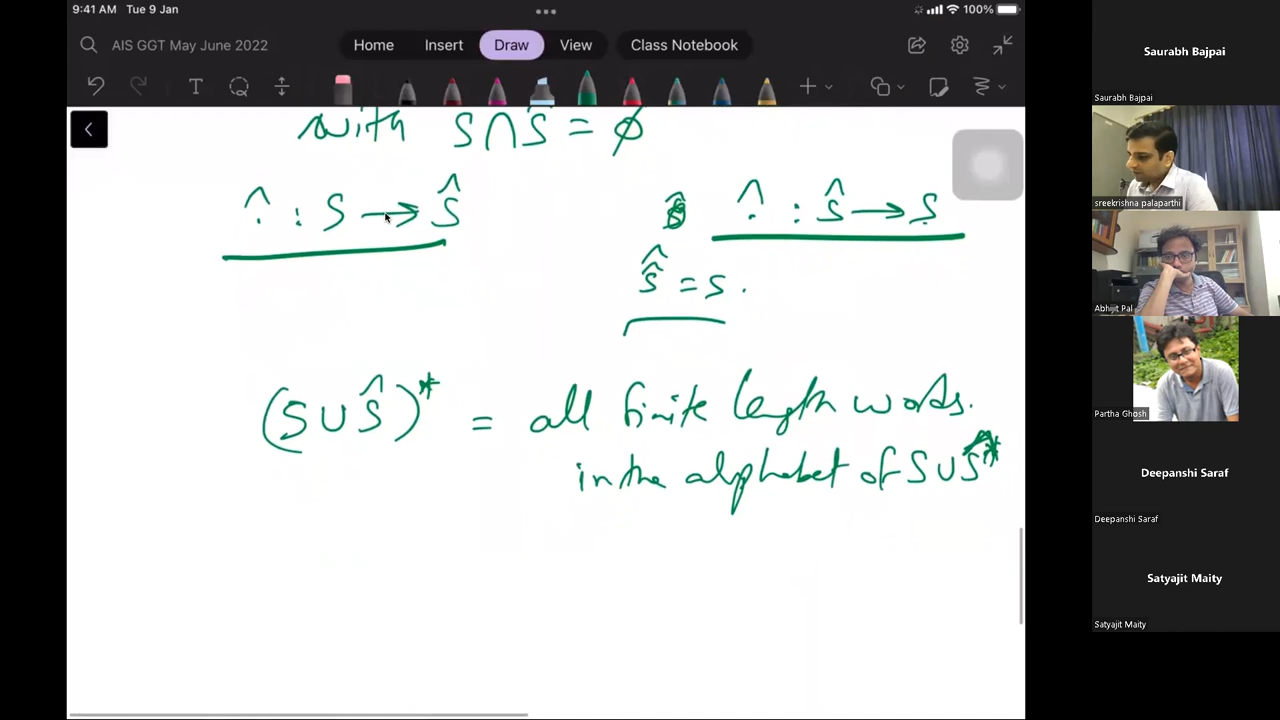 9:41 AM Tue 9 Jan
100%
AIS GGT May June 2022
Home Insert Draw View Class Notebook
T
with S ∩ Ŝ = ϕ
^. : S → Ŝ
^. : Ŝ → S
ŝ̂ = s.
(S ∪ Ŝ)* = all finite length words.
in the alphabet of S ∪ Ŝ*
Saurabh Bajpai
Saurabh Bajpai
sreekrishna palaparthi
Abhijit Pal
Partha Ghosh
Deepanshi Saraf
Deepanshi Saraf
Satyajit Maity
Satyajit Maity